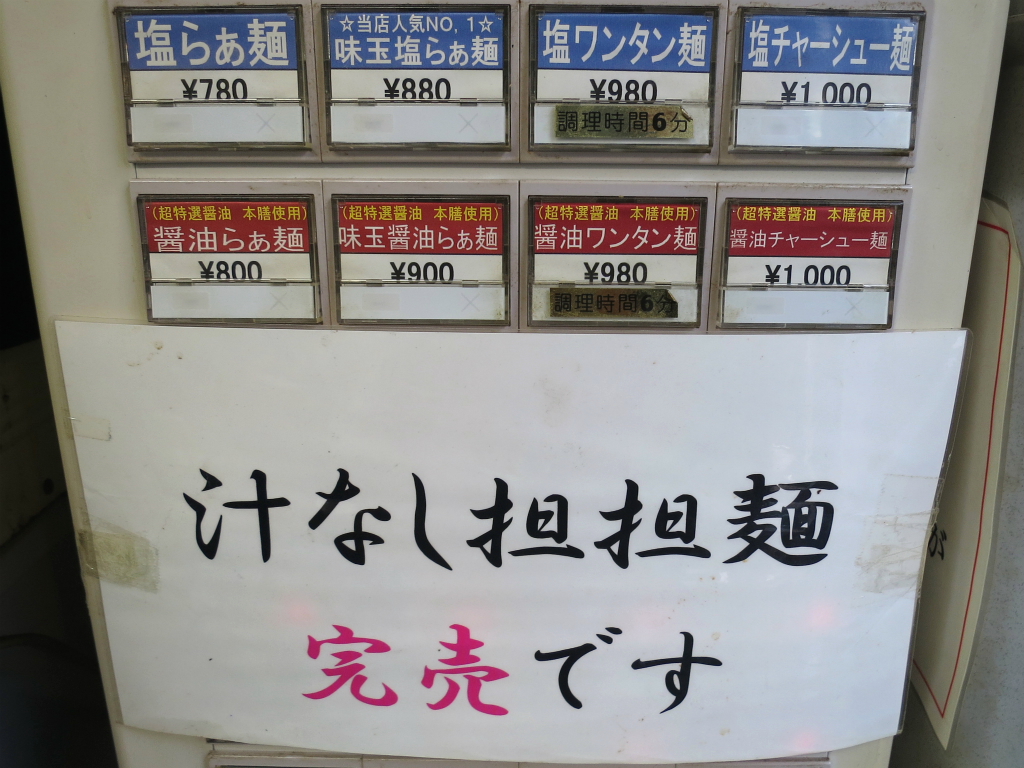 塩らぁ麺
¥780
☆当店人気NO,1☆
味玉塩らぁ麺
¥880
塩ワンタン麺
¥980
調理時間6分
塩チャーシュー麺
¥1,000
(超特選醤油 本膳使用)
醤油らぁ麺
¥800
(超特選醤油 本膳使用)
味玉醤油らぁ麺
¥900
(超特選醤油 本膳使用)
醤油ワンタン麺
¥980
調理時間6分
(超特選醤油 本膳使用)
醤油チャーシュー麺
¥1,000
汁なし担担麺
完売です
が